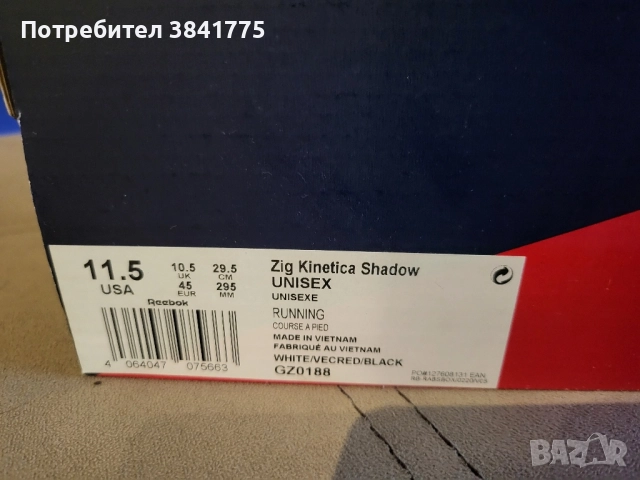 Потребител 3841775
11.5 USA
10.5 UK 29.5 CM
45 EUR 295 MM
Reebok
4 064047 075663
Zig Kinetica Shadow
UNISEX
UNISEXE
RUNNING
COURSE A PIED
MADE IN VIETNAM
FABRIQUÉ AU VIETNAM
WHITE/VECRED/BLACK
GZ0188
BAZAR